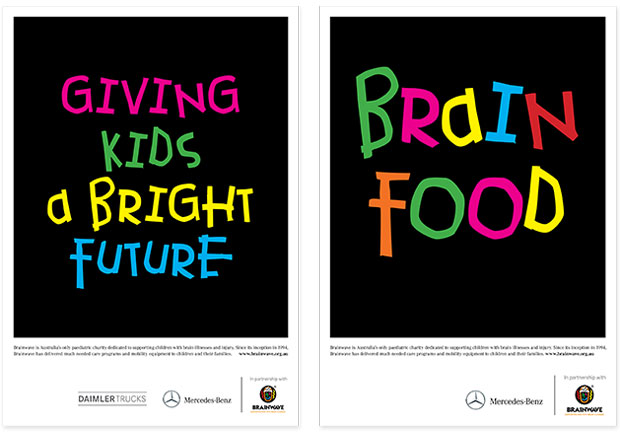 GIVING
KIDS
a BRIGHT
FUTURE
Brainwave is Australia's only paediatric charity dedicated to supporting children with brain illnesses and injury. Since its inception in 1994,
Brainwave has delivered much needed care programs and mobility equipment to children and their families. www.brainwave.org.au
DAIMLER TRUCKS
Mercedes-Benz
In partnership with
BRAINWAVE
BRaIN
FOOD
Brainwave is Australia's only paediatric charity dedicated to supporting children with brain illnesses and injury. Since its inception in 1994,
Brainwave has delivered much needed care programs and mobility equipment to children and their families. www.brainwave.org.au
Mercedes-Benz
In partnership with
BRAINWAVE